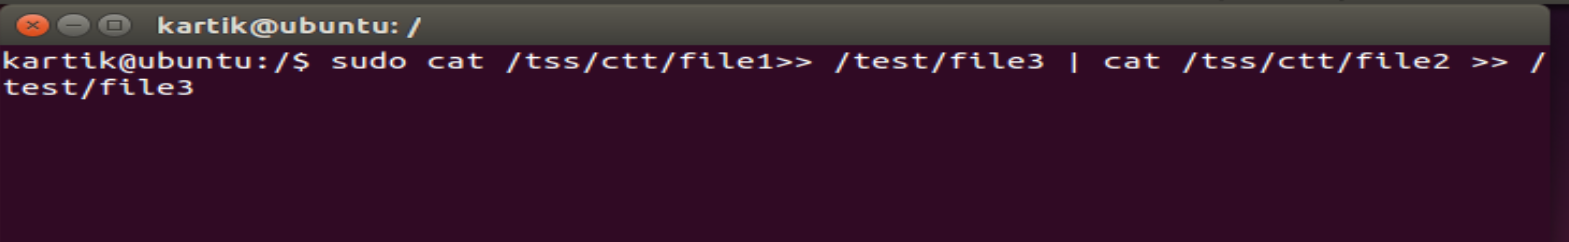 kartik@ubuntu: /
kartik@ubuntu:/$ sudo cat /tss/ctt/file1>> /test/file3 | cat /tss/ctt/file2 >> /
test/file3